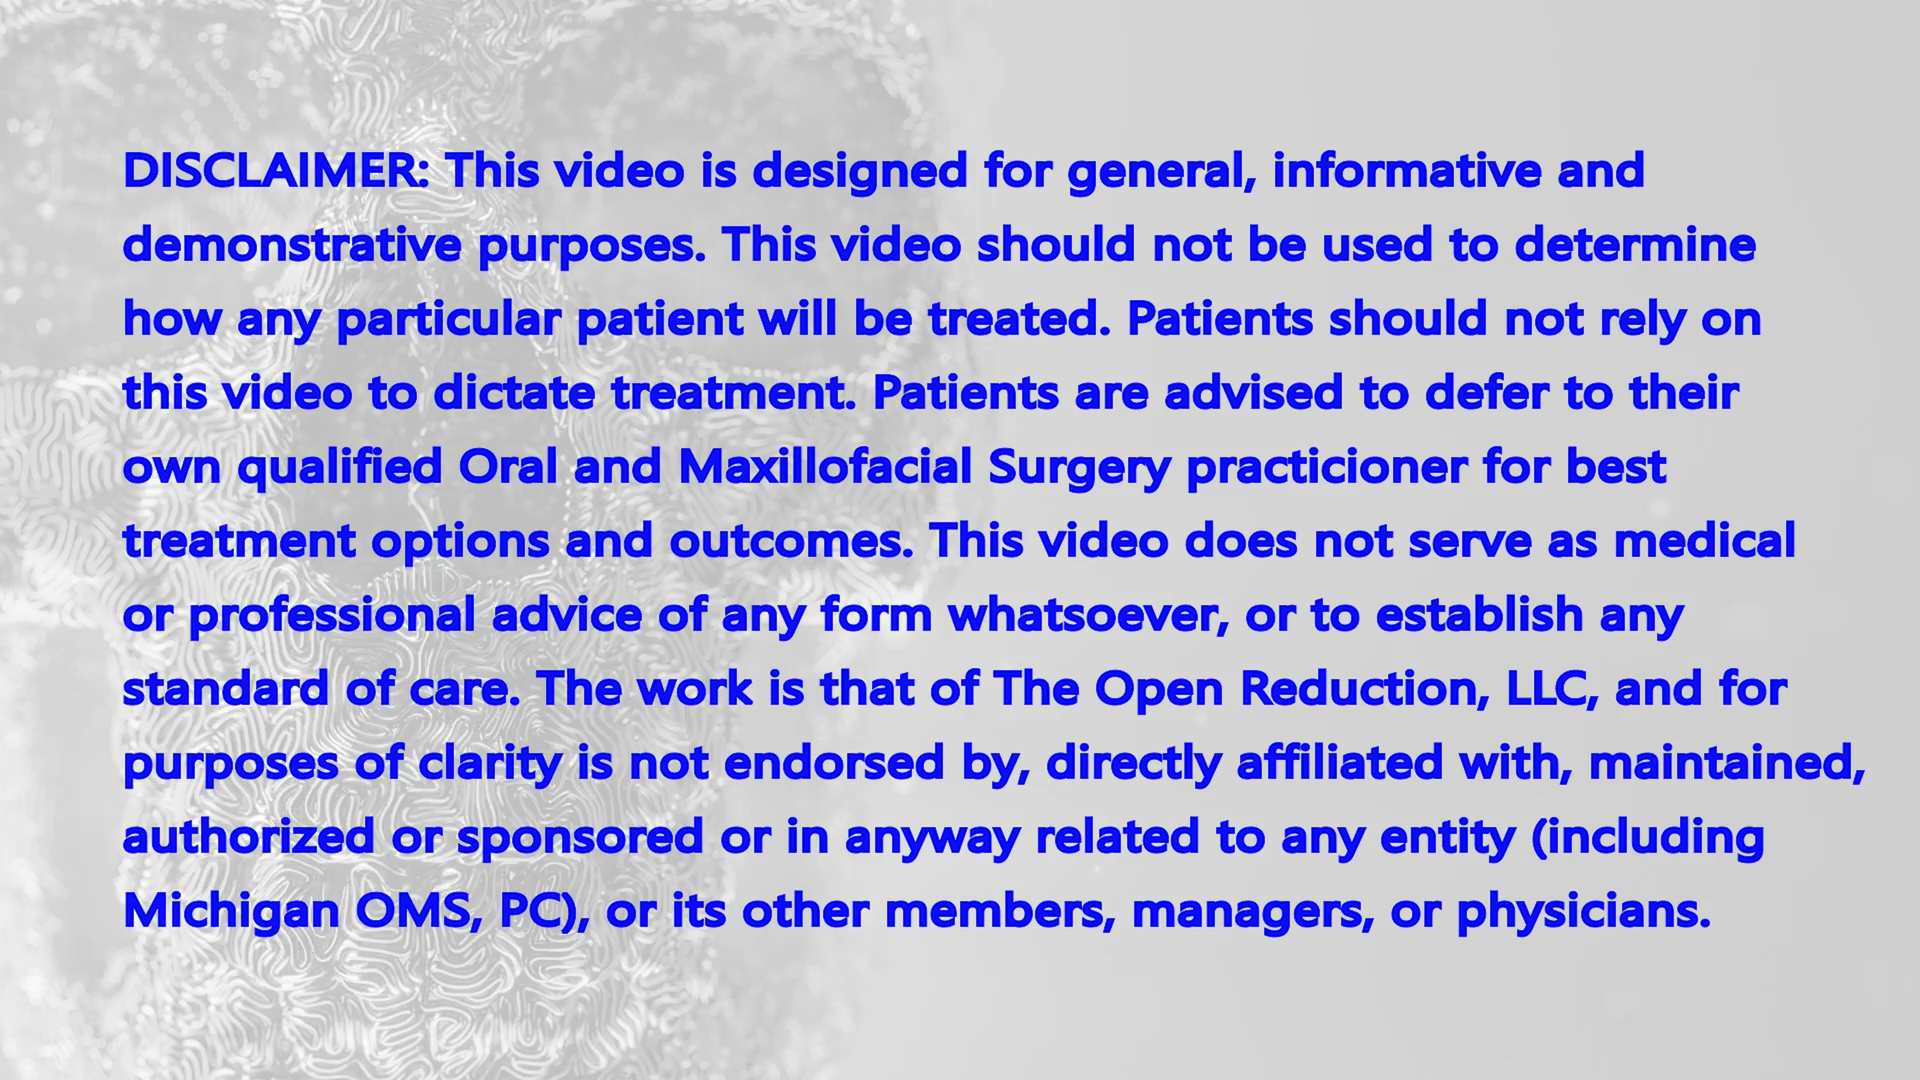 DISCLAIMER: This video is designed for general, informative and
demonstrative purposes. This video should not be used to determine
how any particular patient will be treated. Patients should not rely on
this video to dictate treatment. Patients are advised to defer to their
own qualified Oral and Maxillofacial Surgery practicioner for best
treatment options and outcomes. This video does not serve as medical
or professional advice of any form whatsoever, or to establish any
standard of care. The work is that of The Open Reduction, LLC, and for
purposes of clarity is not endorsed by, directly affiliated with, maintained,
authorized or sponsored or in anyway related to any entity (including
Michigan OMS, PC), or its other members, managers, or physicians.